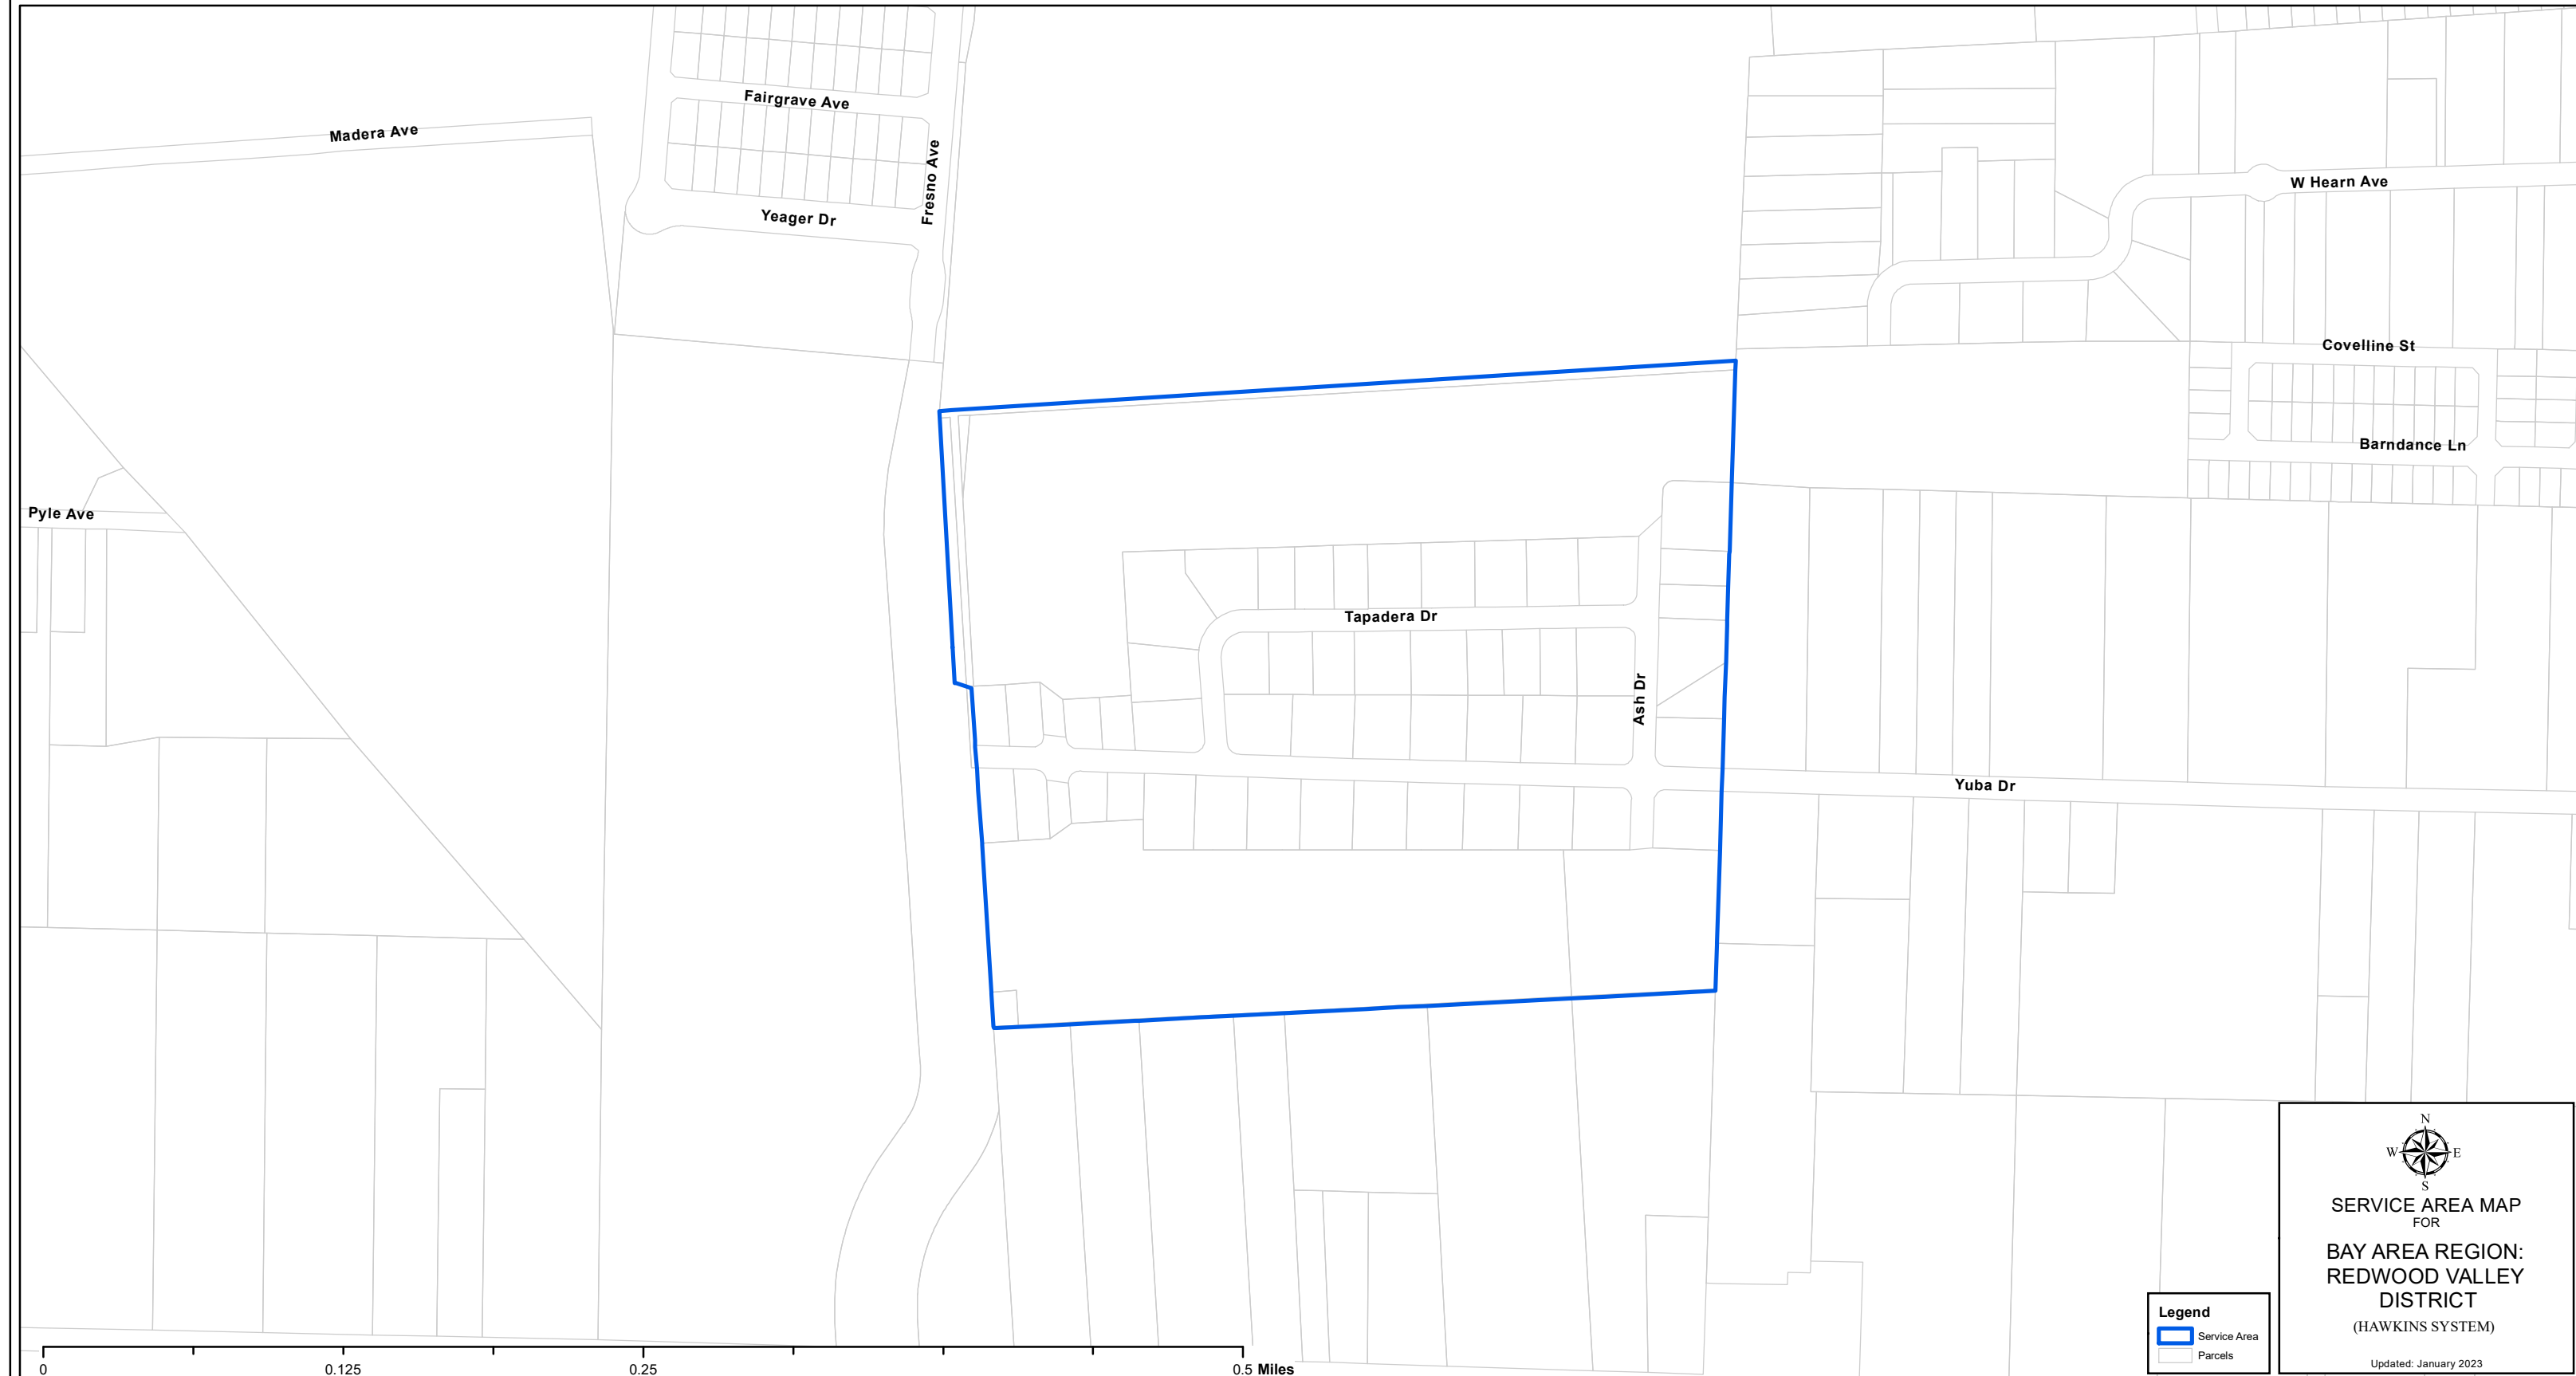 Fairgrave Ave
Madera Ave
Fresno Ave
Yeager Dr
W Hearn Ave
Covelline St
Barndance Ln
Pyle Ave
Tapadera Dr
Ash Dr
Yuba Dr
N
W E
S
SERVICE AREA MAP
FOR
BAY AREA REGION:
REDWOOD VALLEY
DISTRICT
(HAWKINS SYSTEM)
Updated: January 2023
Legend
Service Area
Parcels
0 0.125 0.25 0.5 Miles